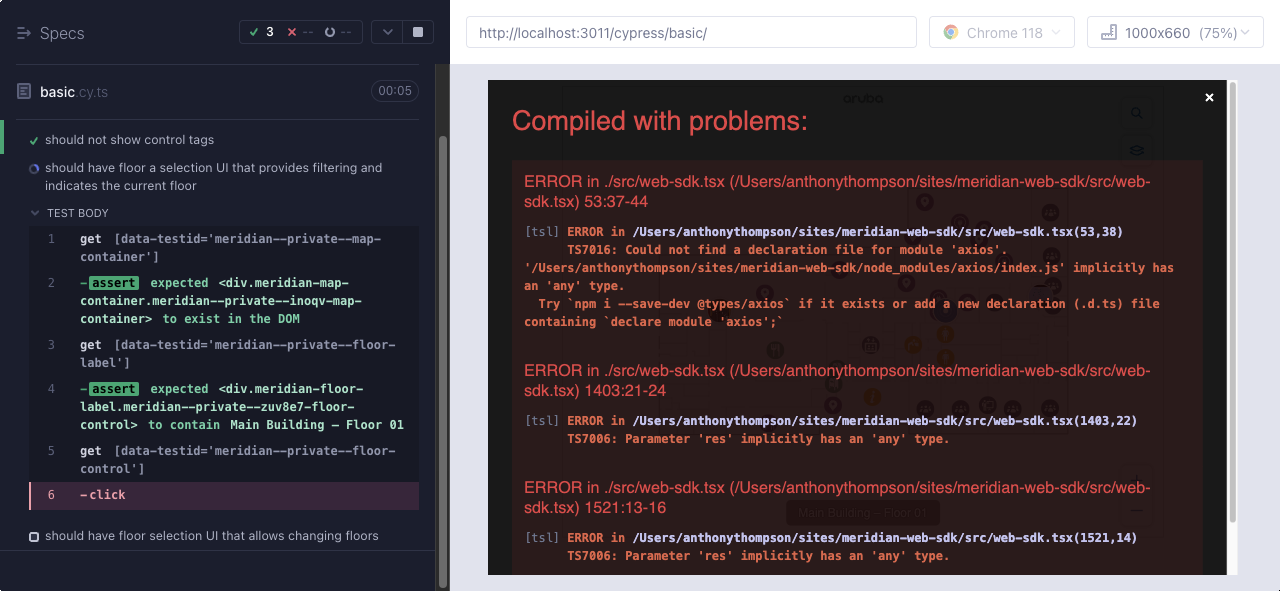 Specs
3
--
--
http://localhost:3011/cypress/basic/
Chrome 118
1000x660 (75%)
basic.cy.ts
00:05
should not show control tags
should have floor a selection UI that provides filtering and
indicates the current floor
TEST BODY
1 get [data-testid='meridian--private--map-
container']
2 -assert expected <div.meridian-map-
container.meridian--private--inoqv-map-
container> to exist in the DOM
3 get [data-testid='meridian--private--floor-
label']
4 -assert expected <div.meridian-floor-
label.meridian--private--zuv8e7-floor-
control> to contain Main Building – Floor 01
5 get [data-testid='meridian--private--floor-
control']
6 -click
should have floor selection UI that allows changing floors
aruba
×
Compiled with problems:
ERROR in ./src/web-sdk.tsx (/Users/anthonythompson/sites/meridian-web-sdk/src/web-
sdk.tsx) 53:37-44
[tsl] ERROR in /Users/anthonythompson/sites/meridian-web-sdk/src/web-sdk.tsx(53,38)
TS7016: Could not find a declaration file for module 'axios'.
'/Users/anthonythompson/sites/meridian-web-sdk/node_modules/axios/index.js' implicitly has
an 'any' type.
Try `npm i --save-dev @types/axios` if it exists or add a new declaration (.d.ts) file
containing `declare module 'axios';`
ERROR in ./src/web-sdk.tsx (/Users/anthonythompson/sites/meridian-web-sdk/src/web-
sdk.tsx) 1403:21-24
[tsl] ERROR in /Users/anthonythompson/sites/meridian-web-sdk/src/web-sdk.tsx(1403,22)
TS7006: Parameter 'res' implicitly has an 'any' type.
ERROR in ./src/web-sdk.tsx (/Users/anthonythompson/sites/meridian-web-sdk/src/web-
sdk.tsx) 1521:13-16
Main Building – Floor 01
[tsl] ERROR in /Users/anthonythompson/sites/meridian-web-sdk/src/web-sdk.tsx(1521,14)
TS7006: Parameter 'res' implicitly has an 'any' type.